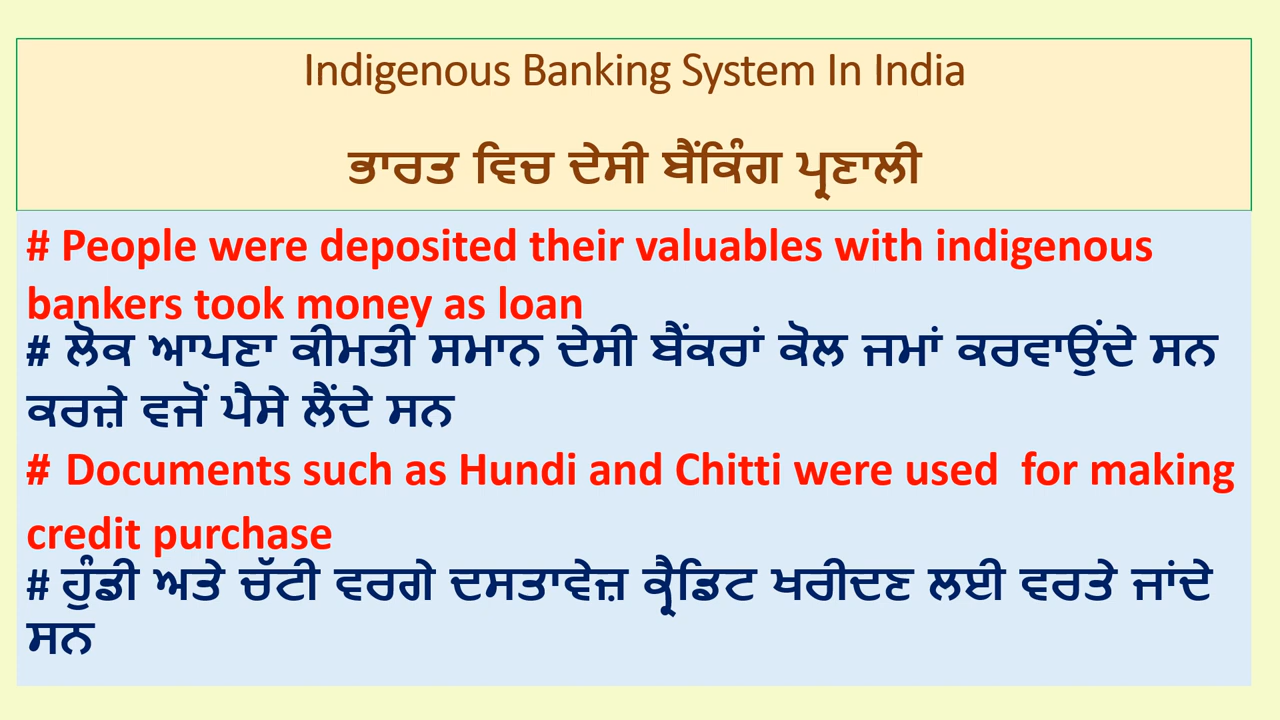 Indigenous Banking System In India
ਭਾਰਤ ਵਿਚ ਦੇਸੀ ਬੈਂਕਿੰਗ ਪ੍ਰਣਾਲੀ
# People were deposited their valuables with indigenous
bankers took money as loan
# ਲੋਕ ਆਪਣਾ ਕੀਮਤੀ ਸਮਾਨ ਦੇਸੀ ਬੈਂਕਰਾਂ ਕੋਲ ਜਮਾਂ ਕਰਵਾਉਂਦੇ ਸਨ
ਕਰਜ਼ੇ ਵਜੋਂ ਪੈਸੇ ਲੈਂਦੇ ਸਨ
# Documents such as Hundi and Chitti were used  for making
credit purchase
# ਹੁੰਡੀ ਅਤੇ ਚੱਟੀ ਵਰਗੇ ਦਸਤਾਵੇਜ਼ ਕ੍ਰੈਡਿਟ ਖਰੀਦਣ ਲਈ ਵਰਤੇ ਜਾਂਦੇ
ਸਨ